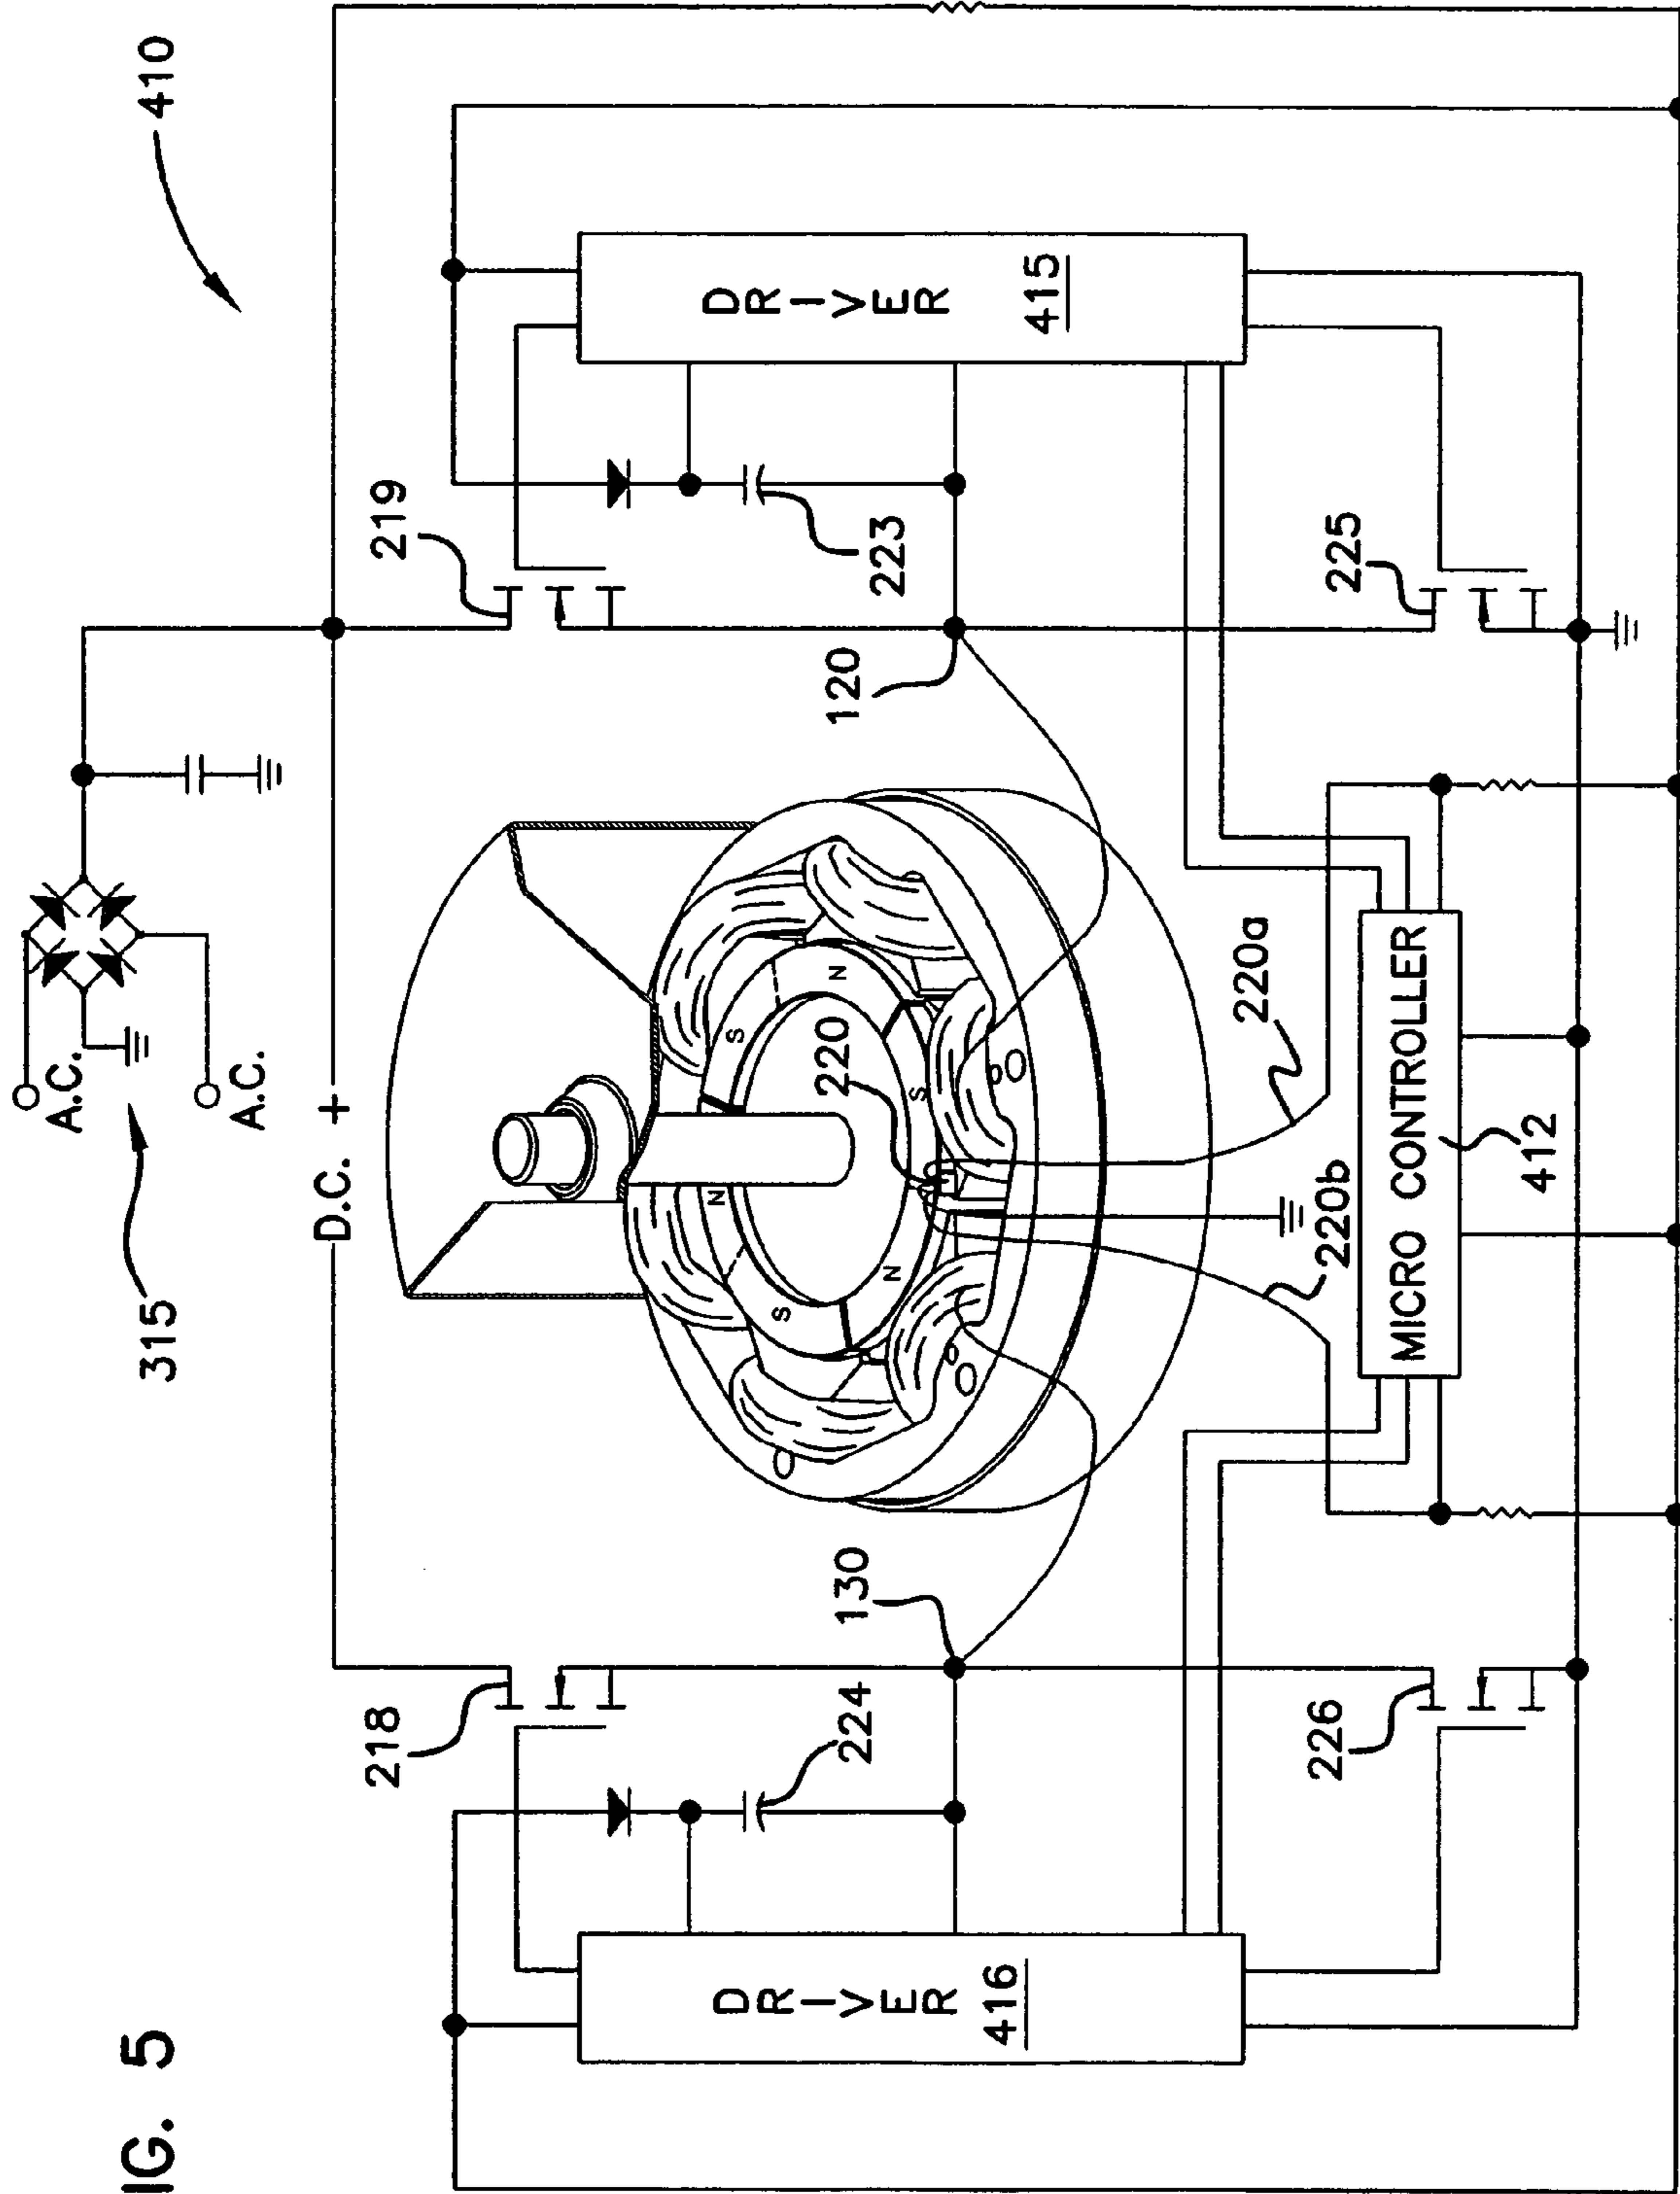 IG. 5
410
315
A.C.
A.C.
D.C. +
218
219
224
223
130
120
DRIVER
416
DRIVER
415
N
S
S
N
N
S
220
220a
220b
226
225
MICRO CONTROLLER
412